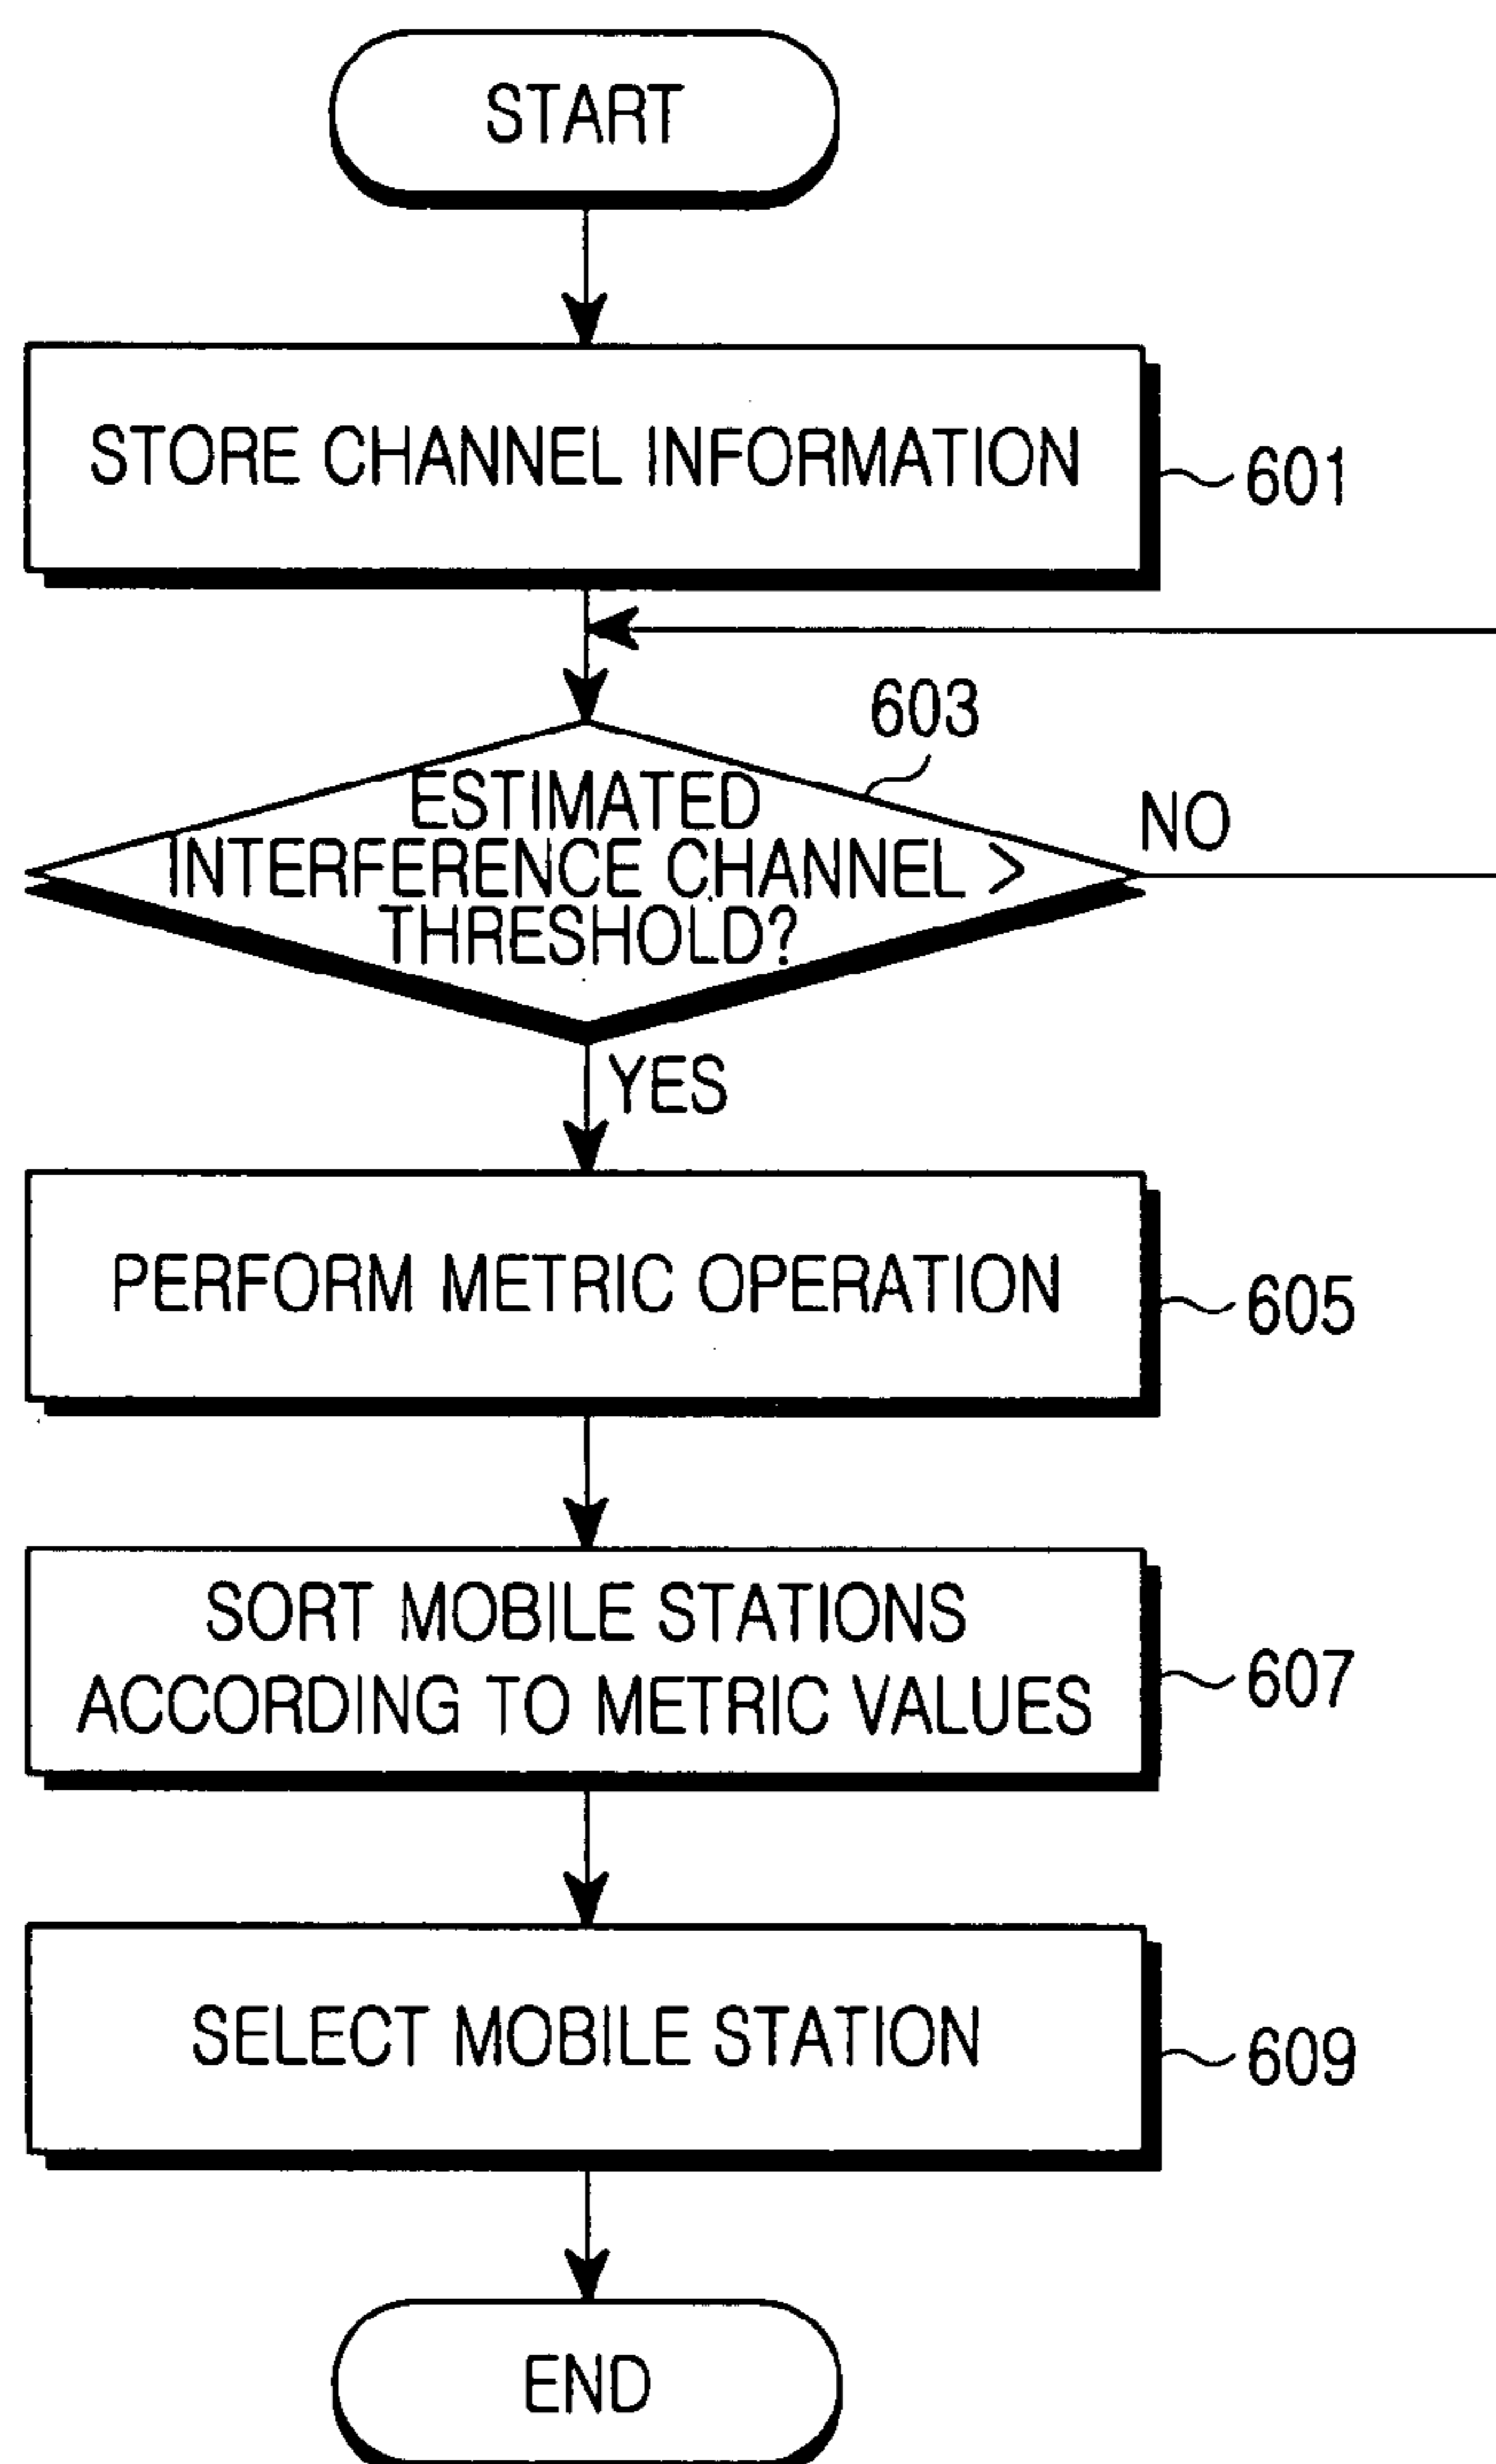 START
STORE CHANNEL INFORMATION
601
603
ESTIMATED
INTERFERENCE CHANNEL >
THRESHOLD?
NO
YES
PERFORM METRIC OPERATION
605
SORT MOBILE STATIONS
ACCORDING TO METRIC VALUES
607
SELECT MOBILE STATION
609
END